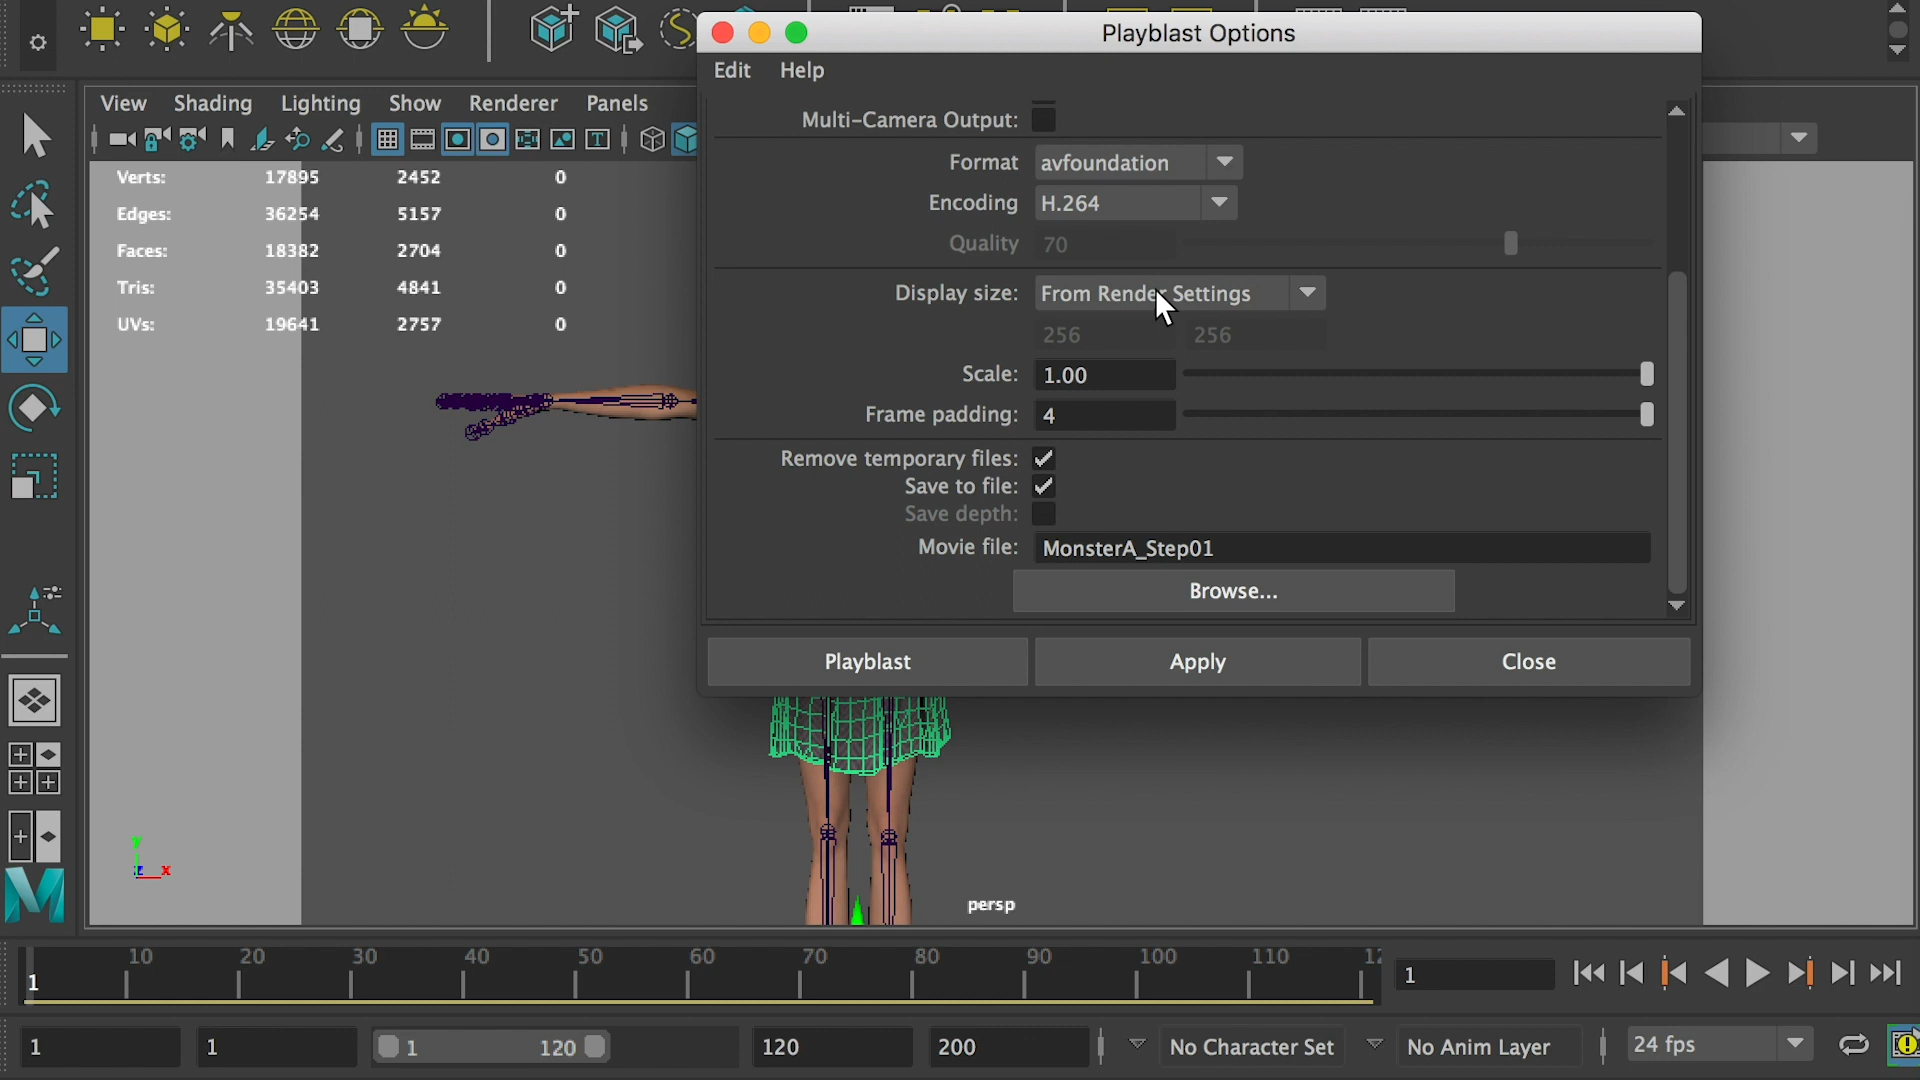 Playblast Options
Edit Help
Multi-Camera Output:
Format avfoundation
Encoding H.264
Quality 70
Display size: From Render Settings
256 256
Scale: 1.00
Frame padding: 4
Remove temporary files:
Save to file:
Save depth:
Movie file: MonsterA_Step01
Browse...
Playblast Apply Close
View Shading Lighting Show Renderer Panels
Verts: 17895 2452 0
Edges: 36254 5157 0
Faces: 18382 2704 0
Tris: 35403 4841 0
UVs: 19641 2757 0
y
z x
persp
10 20 30 40 50 60 70 80 90 100 110
1
1
1 1 1 120 120 200 No Character Set No Anim Layer 24 fps